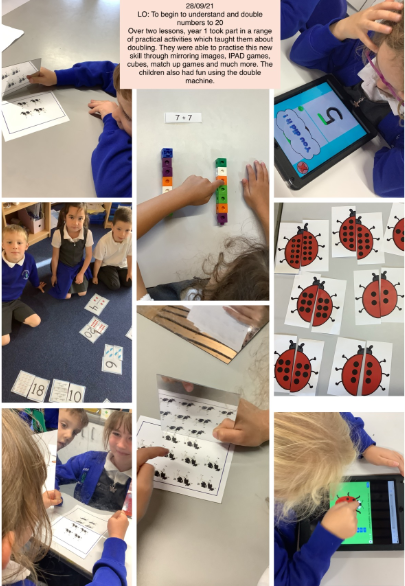 28/09/21
LO: To begin to understand and double
numbers to 20
Over two lessons, year 1 took part in a range
of practical activities which taught them about
doubling. They were able to practise this new
skill through mirroring images, IPAD games,
cubes, match up games and much more. The
children also had fun using the double
machine.
7 + 7
5
You did it!
18
10